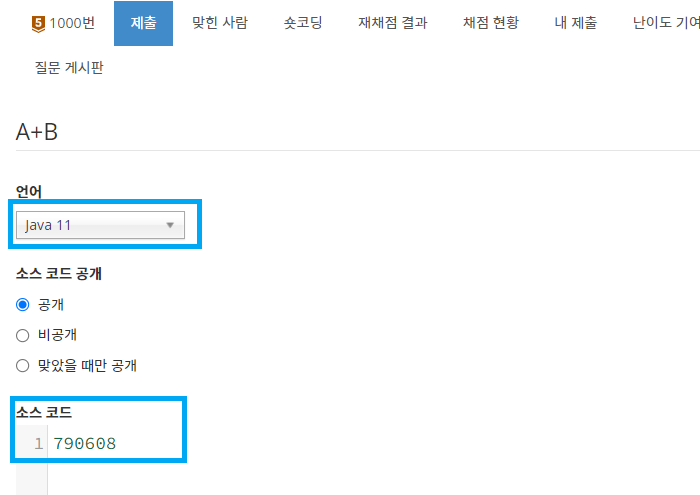 5 1000번 제출 맞힌 사람 숏코딩 재채점 결과 채점 현황 내 제출 난이도 기여
질문 게시판
A+B
언어
Java 11
소스 코드 공개
공개
비공개
맞았을 때만 공개
소스 코드
1 790608